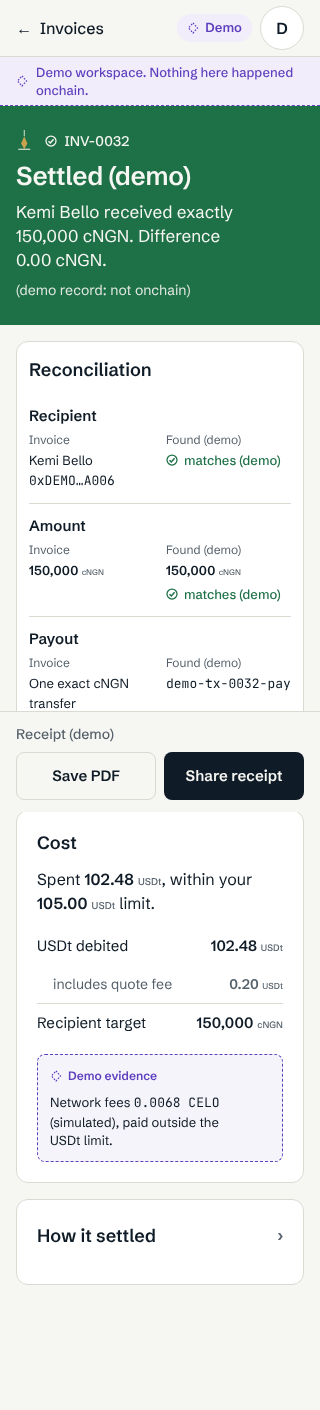 ← Invoices
Demo
D
Demo workspace. Nothing here happened
onchain.
INV-0032
Settled (demo)
Kemi Bello received exactly
150,000 cNGN. Difference
0.00 cNGN.
(demo record: not onchain)
Reconciliation
Recipient
Invoice
Found (demo)
Kemi Bello
matches (demo)
0xDEMO…A006
Amount
Invoice
Found (demo)
150,000 cNGN
150,000 cNGN
matches (demo)
Payout
Invoice
Found (demo)
One exact cNGN
demo-tx-0032-pay
transfer
Receipt (demo)
Save PDF
Share receipt
Cost
Spent 102.48 USDt, within your
105.00 USDt limit.
USDt debited
102.48 USDt
includes quote fee
0.20 USDt
Recipient target
150,000 cNGN
Demo evidence
Network fees 0.0068 CELO
(simulated), paid outside the
USDt limit.
How it settled ›